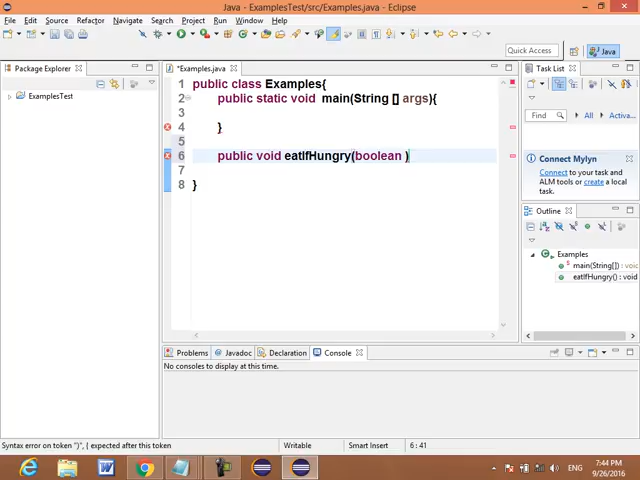 Java - ExamplesTest/src/Examples.java - Eclipse
File Edit Source Refactor Navigate Search Project Run Window Help
Quick Access
Java
Package Explorer
*Examples.java
Task List
ExamplesTest
1 public class Examples{
2 public static void main(String [] args){
3
4 }
5
6 public void eatIfHungry(boolean )
7
8 }
Find
All
Activa...
Connect Mylyn
Connect to your task and
ALM tools or create a local
task.
Outline
Examples
main(String[]) : void
eatIfHungry() : void
Problems
Javadoc
Declaration
Console
No consoles to display at this time.
Syntax error on token ")", { expected after this token
Writable
Smart Insert
6 : 41
ENG
7:44 PM
9/26/2016